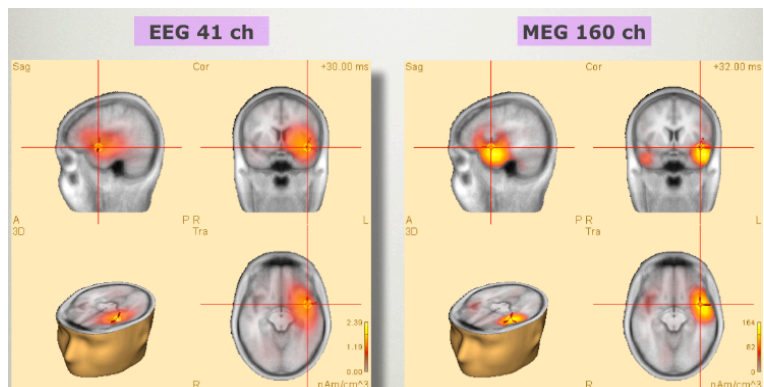 EEG 41 ch
MEG 160 ch
Sag
Cor
+30.00 ms
A
P R
L
3D
Tra
2.39
1.19
0.00
R
nAm/cm^3
Sag
Cor
+32.00 ms
A
P R
L
3D
Tra
164
82
0
R
nAm/cm^3